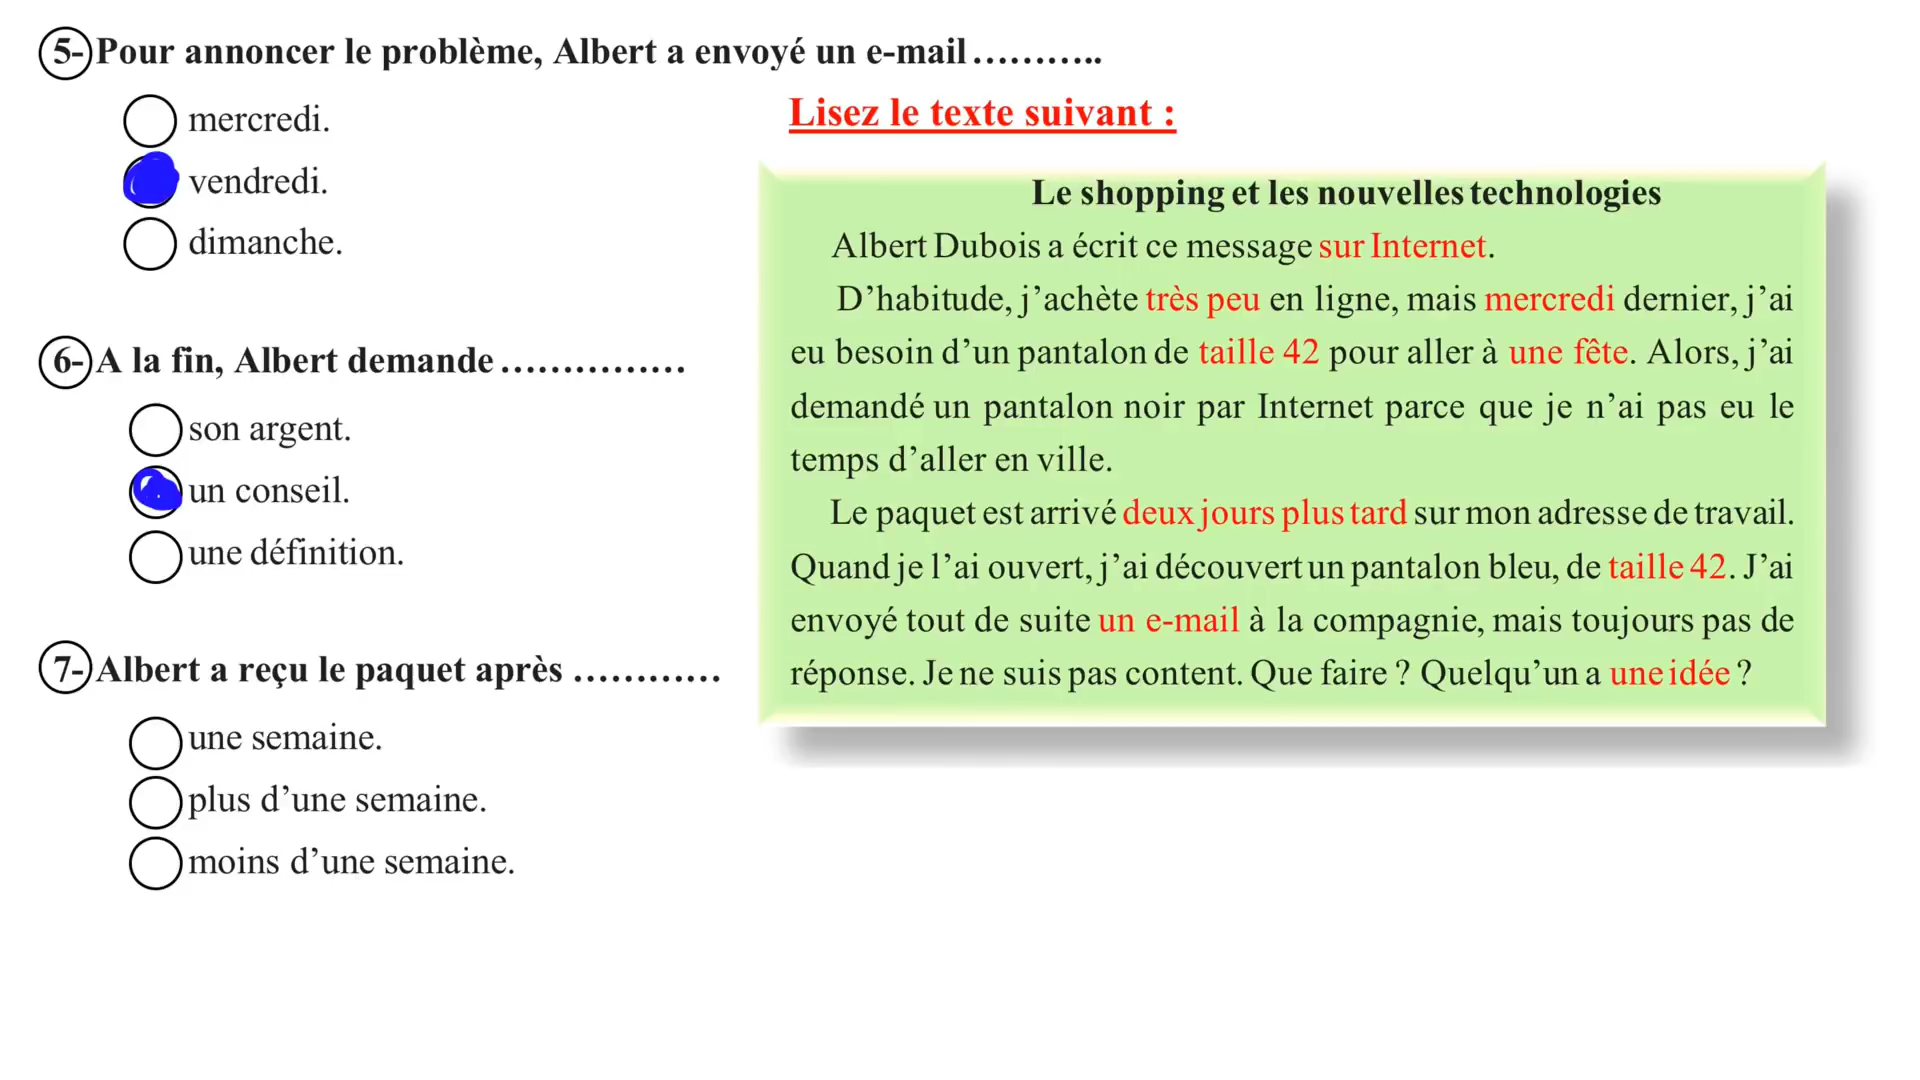 5- Pour annoncer le problème, Albert a envoyé un e-mail………..
mercredi.
vendredi.
dimanche.
6- A la fin, Albert demande……………
son argent.
un conseil.
une définition.
7- Albert a reçu le paquet après …………
une semaine.
plus d’une semaine.
moins d’une semaine.
Lisez le texte suivant :
Le shopping et les nouvelles technologies
Albert Dubois a écrit ce message sur Internet.
D’habitude, j’achète très peu en ligne, mais mercredi dernier, j’ai
eu besoin d’un pantalon de taille 42 pour aller à une fête. Alors, j’ai
demandé un pantalon noir par Internet parce que je n’ai pas eu le
temps d’aller en ville.
Le paquet est arrivé deux jours plus tard sur mon adresse de travail.
Quand je l’ai ouvert, j’ai découvert un pantalon bleu, de taille 42. J’ai
envoyé tout de suite un e-mail à la compagnie, mais toujours pas de
réponse. Je ne suis pas content. Que faire ? Quelqu’un a une idée ?